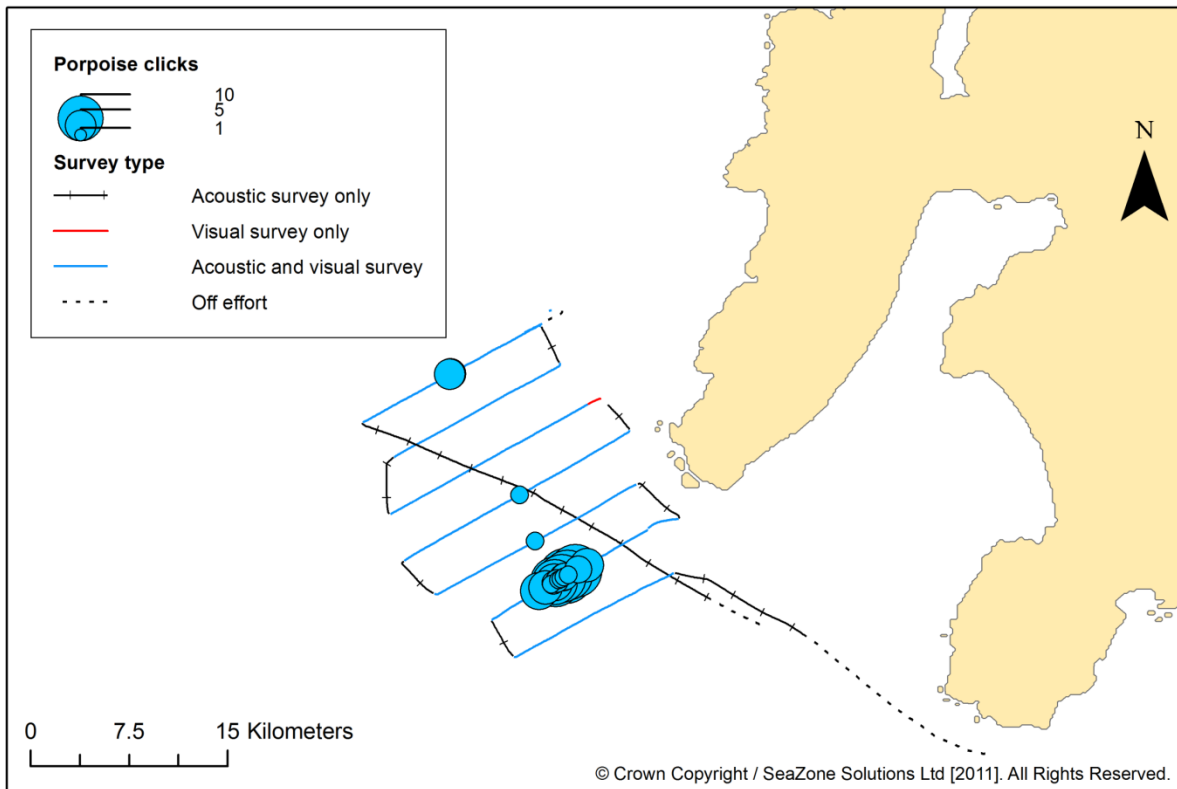 Porpoise clicks
10
5
1
Survey type
Acoustic survey only
Visual survey only
Acoustic and visual survey
Off effort
N
0 7.5 15 Kilometers
© Crown Copyright / SeaZone Solutions Ltd [2011]. All Rights Reserved.